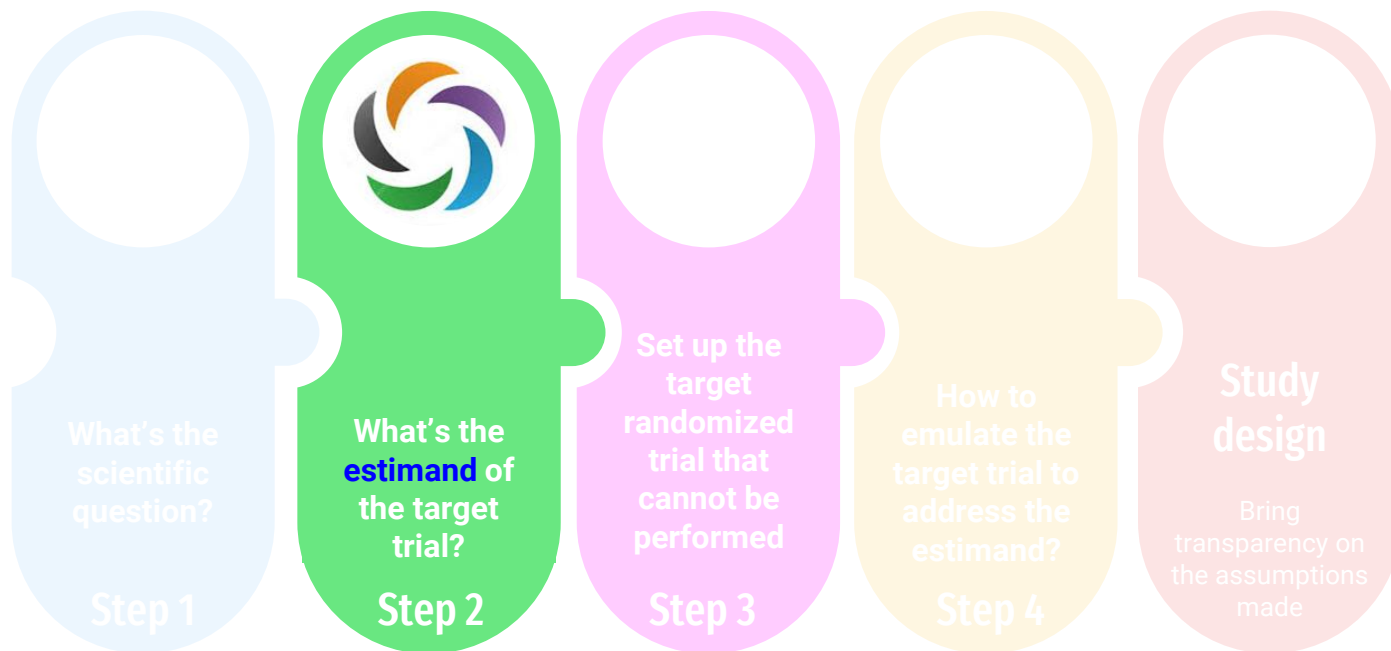 What's the
scientific
question?
Step 1
What's the
estimand of
the target
trial?
Step 2
Set up the
target
randomized
trial that
cannot be
performed
Step 3
How to
emulate the
target trial to
address the
estimand?
Step 4
Study
design
Bring
transparency on
the assumptions
made